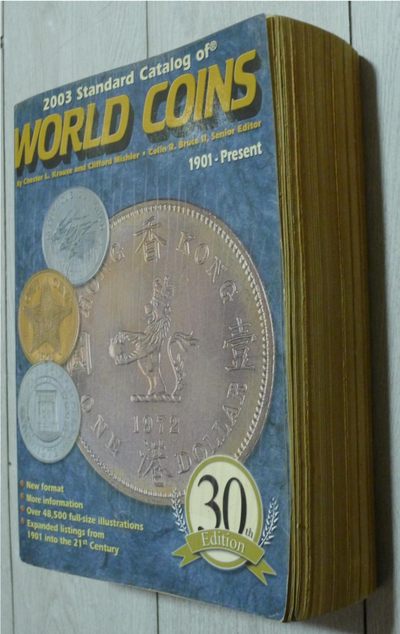 2003 Standard Catalog of®
WORLD COINS
By Chester L. Krause and Clifford Mishler • Colin R. Bruce II, Senior Editor
1901 - Present
HONG KONG
香
港
壹
圓
ONE DOLLAR
1972
• New format
• More information
• Over 48,500 full-size illustrations
• Expanded listings from
1901 into the 21st Century
30th
Edition